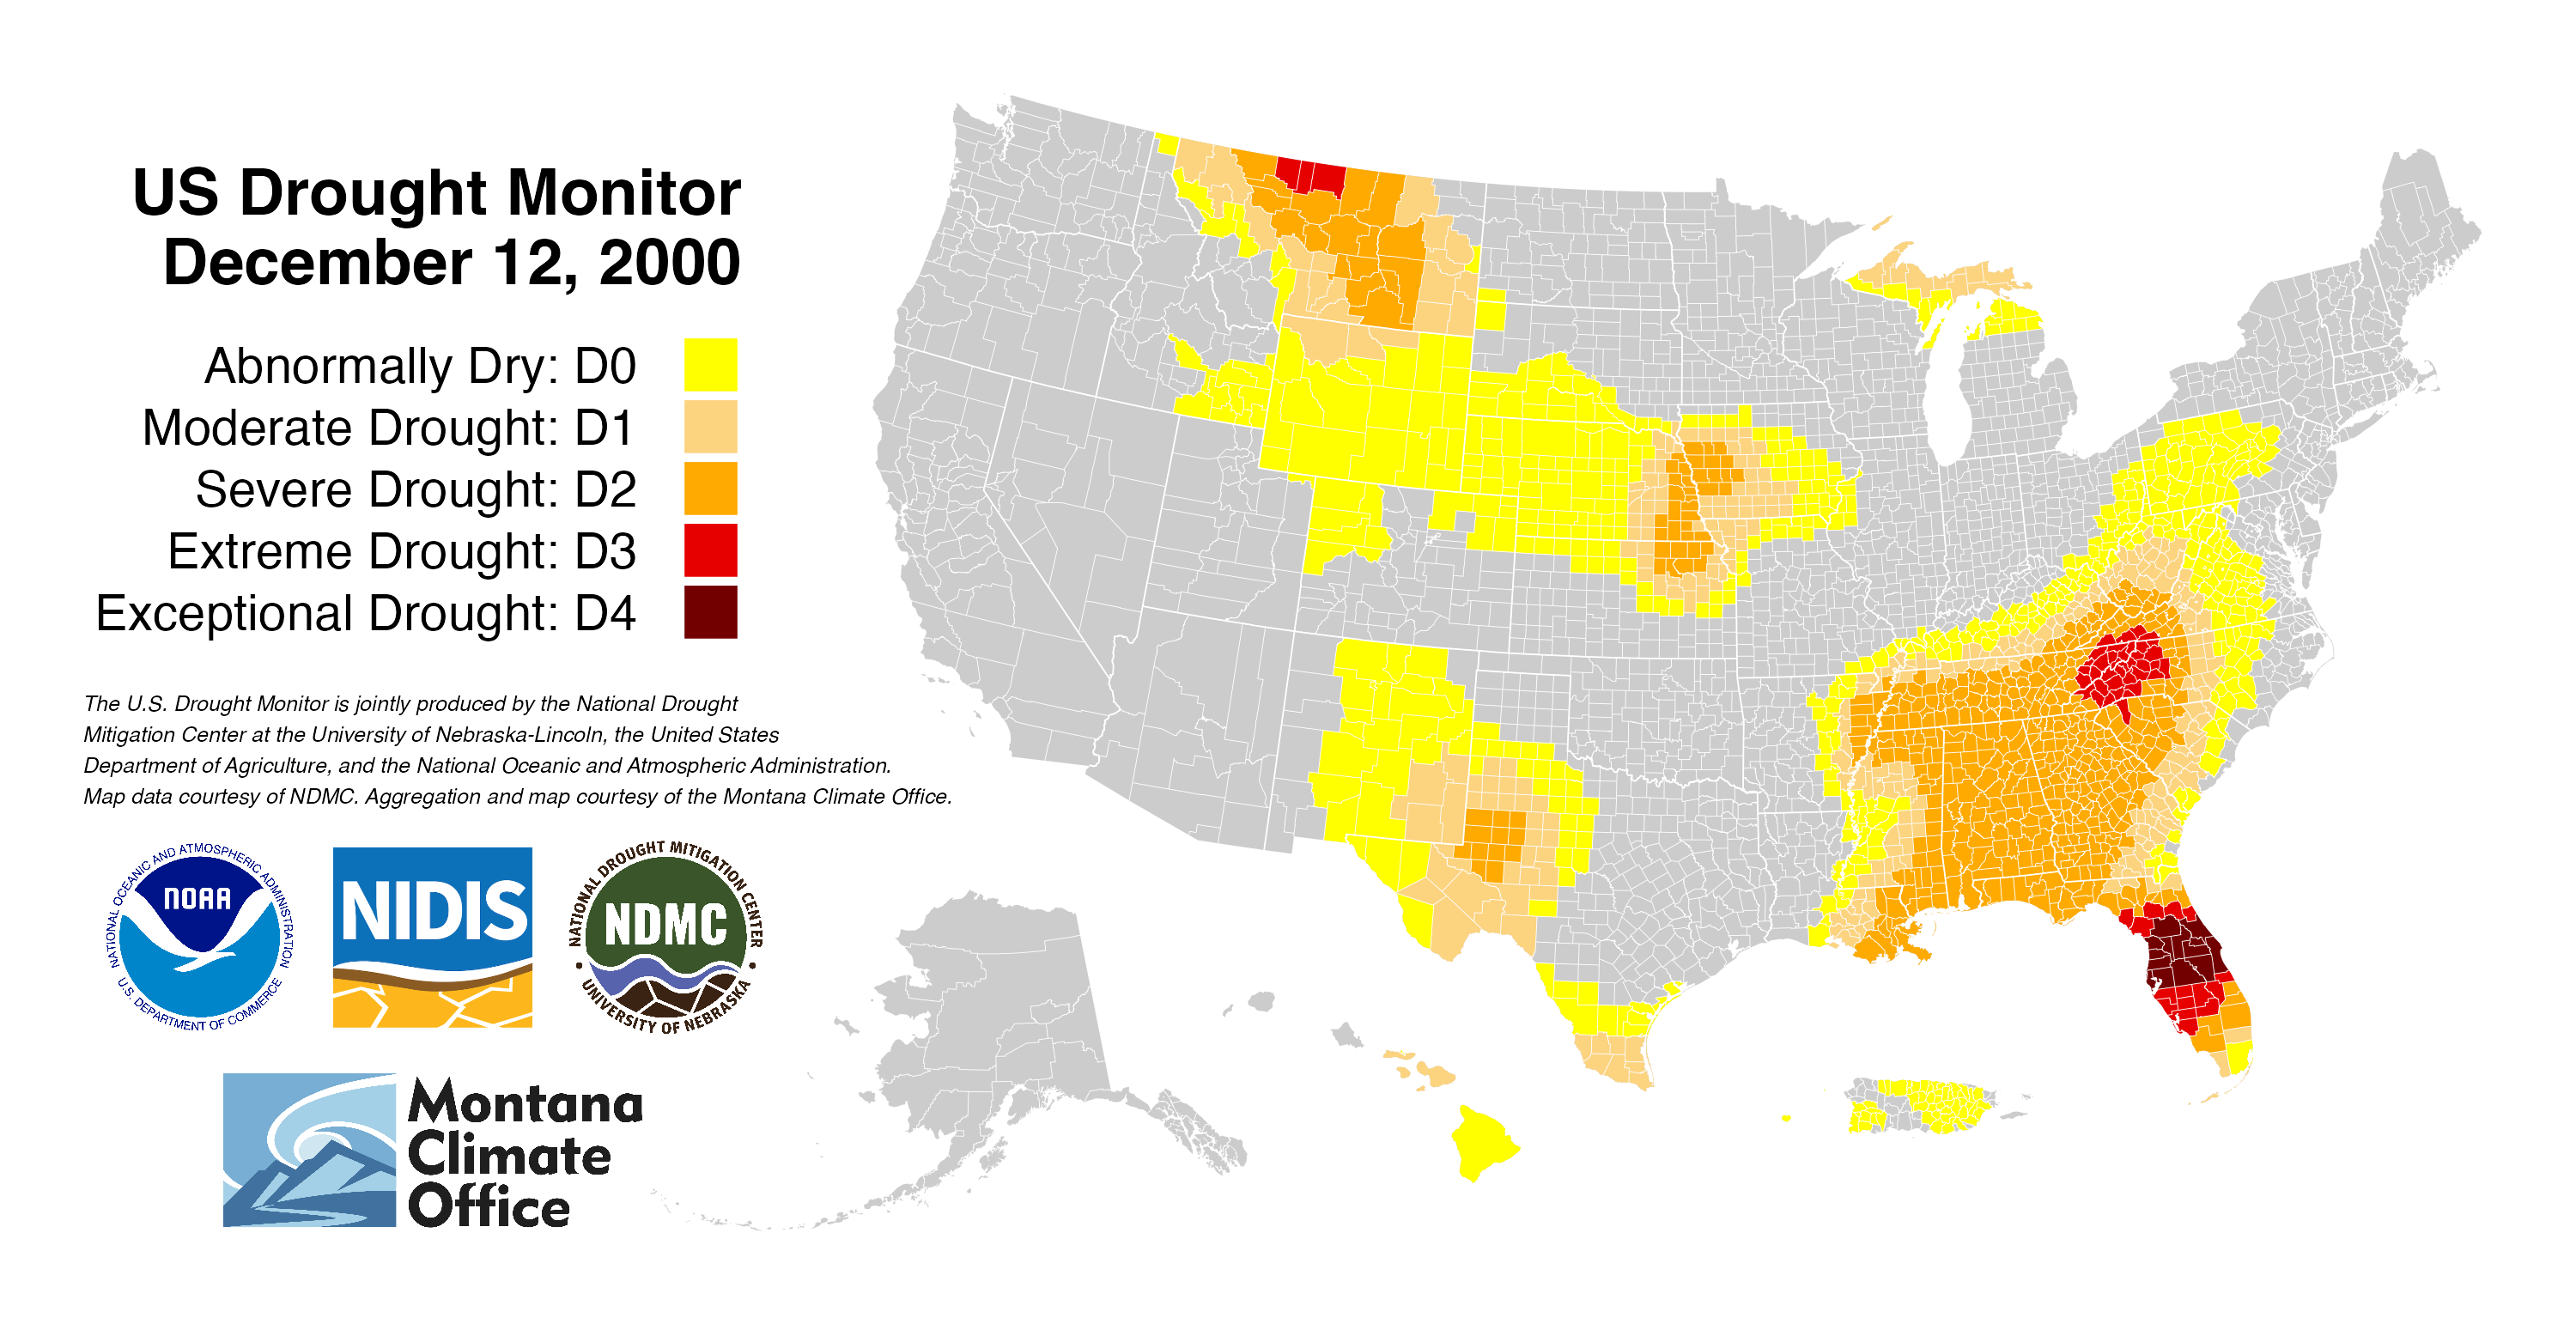 US Drought Monitor
December 12, 2000
Abnormally Dry: D0
Moderate Drought: D1
Severe Drought: D2
Extreme Drought: D3
Exceptional Drought: D4
The U.S. Drought Monitor is jointly produced by the National Drought
Mitigation Center at the University of Nebraska-Lincoln, the United States
Department of Agriculture, and the National Oceanic and Atmospheric Administration.
Map data courtesy of NDMC. Aggregation and map courtesy of the Montana Climate Office.
NATIONAL OCEANIC AND ATMOSPHERIC ADMINISTRATION
NOAA
U.S. DEPARTMENT OF COMMERCE
NIDIS
NATIONAL DROUGHT MITIGATION CENTER
NDMC
UNIVERSITY OF NEBRASKA
Montana
Climate
Office